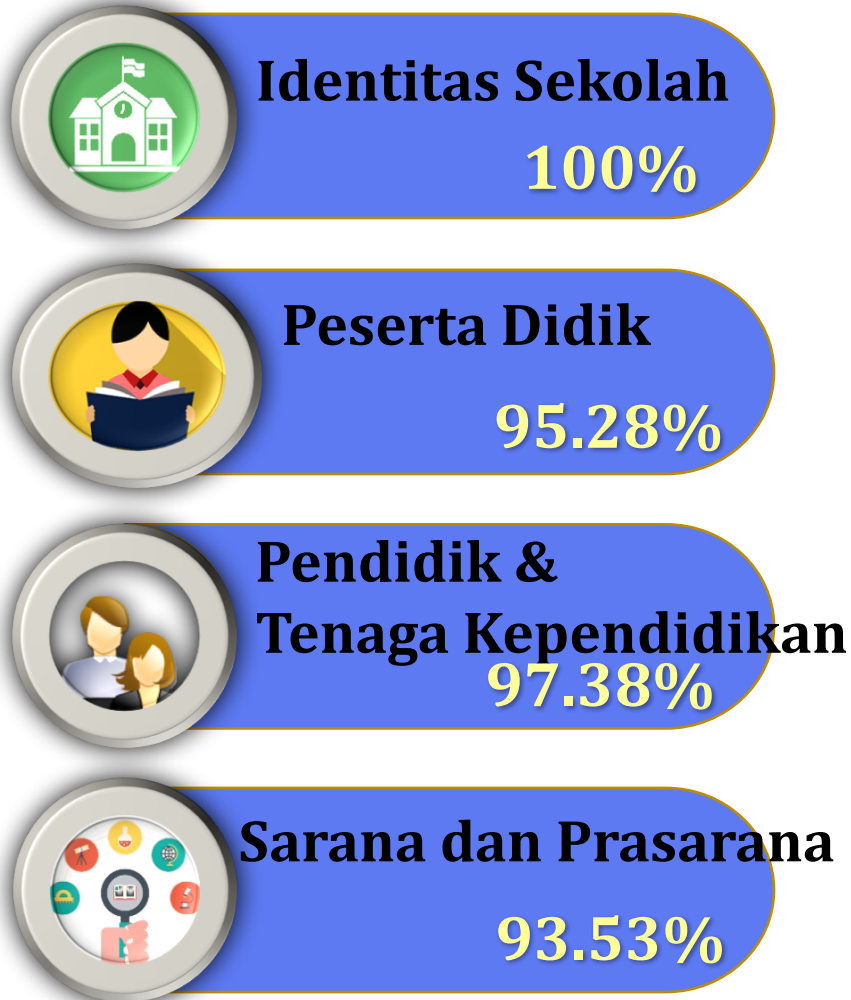 Identitas Sekolah
100%
Peserta Didik
95.28%
Pendidik &
Tenaga Kependidikan
97.38%
Sarana dan Prasarana
93.53%